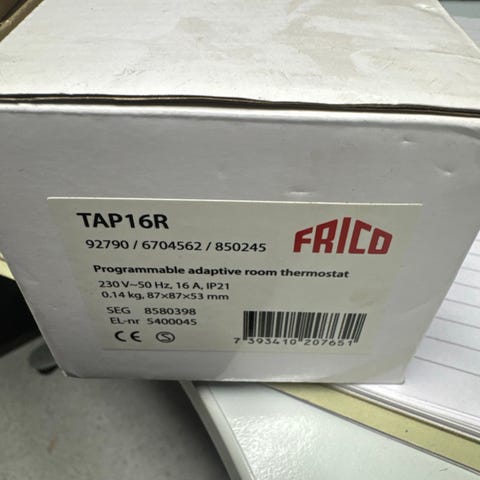 TAP16R
92790 / 6704562 / 850245
FRICO
Programmable adaptive room thermostat
230 V~50 Hz, 16 A, IP21
0.14 kg, 87×87×53 mm
SEG 8580398
EL-nr 5400045
CE S
7 393410 207651